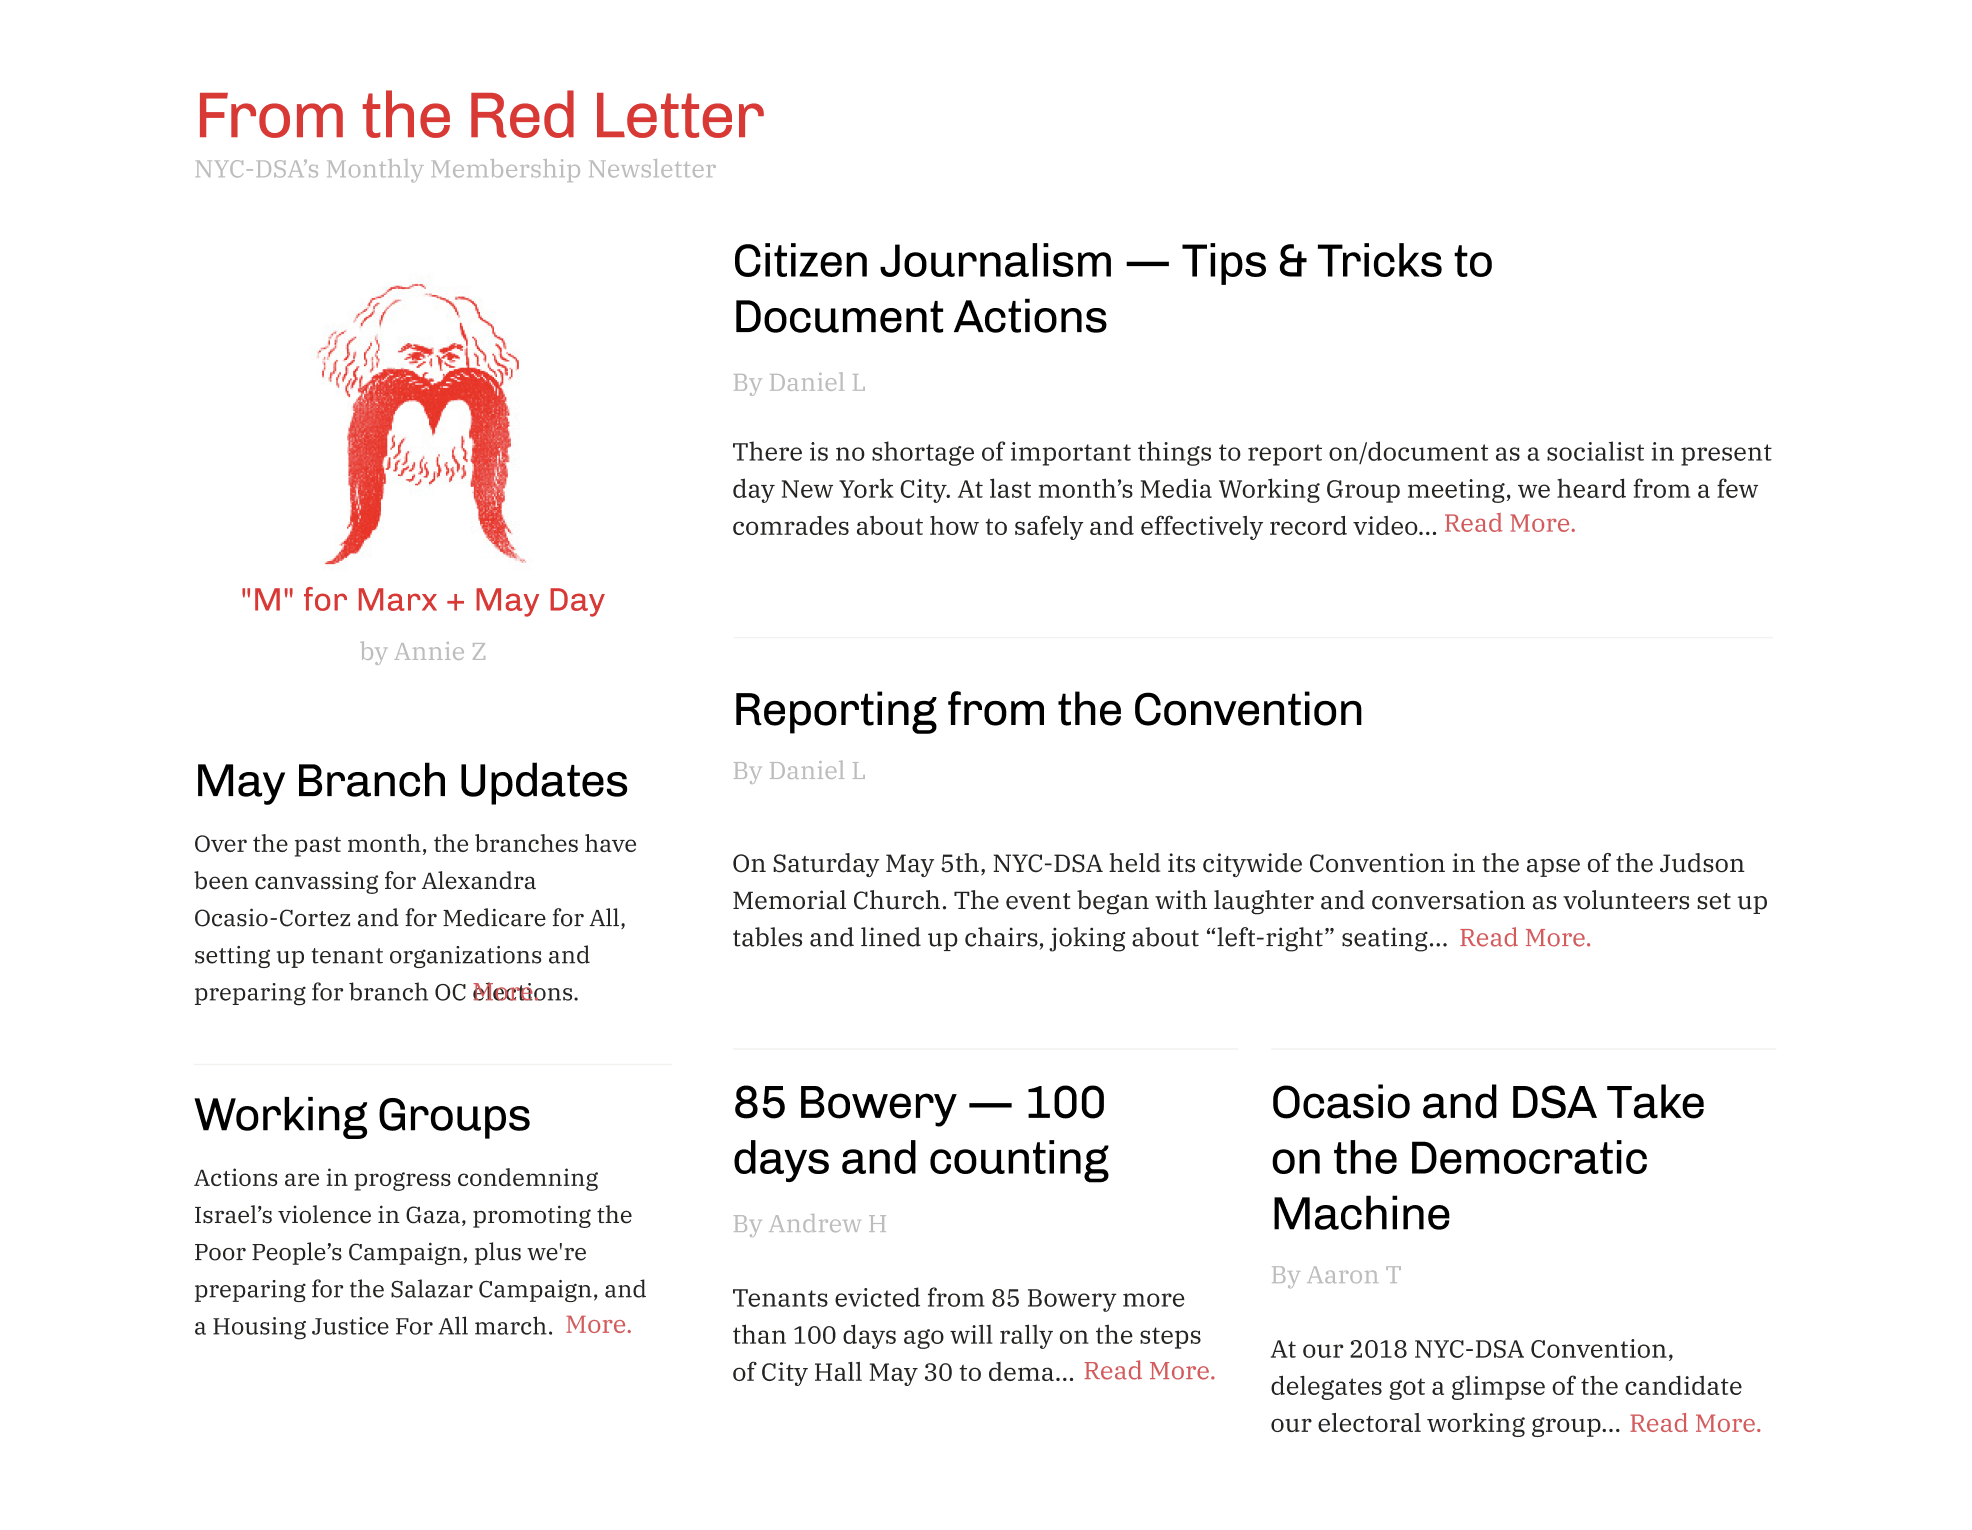 From the Red Letter
NYC-DSA’s Monthly Membership Newsletter
"M" for Marx + May Day
by Annie Z
May Branch Updates
Over the past month, the branches have
been canvassing for Alexandra
Ocasio-Cortez and for Medicare for All,
setting up tenant organizations and
preparing for branch OC elections.
More.
Working Groups
Actions are in progress condemning
Israel’s violence in Gaza, promoting the
Poor People’s Campaign, plus we're
preparing for the Salazar Campaign, and
a Housing Justice For All march. More.
Citizen Journalism — Tips & Tricks to
Document Actions
By Daniel L
There is no shortage of important things to report on/document as a socialist in present
day New York City. At last month’s Media Working Group meeting, we heard from a few
comrades about how to safely and effectively record video... Read More.
Reporting from the Convention
By Daniel L
On Saturday May 5th, NYC-DSA held its citywide Convention in the apse of the Judson
Memorial Church. The event began with laughter and conversation as volunteers set up
tables and lined up chairs, joking about “left-right” seating... Read More.
85 Bowery — 100
days and counting
By Andrew H
Tenants evicted from 85 Bowery more
than 100 days ago will rally on the steps
of City Hall May 30 to dema... Read More.
Ocasio and DSA Take
on the Democratic
Machine
By Aaron T
At our 2018 NYC-DSA Convention,
delegates got a glimpse of the candidate
our electoral working group... Read More.